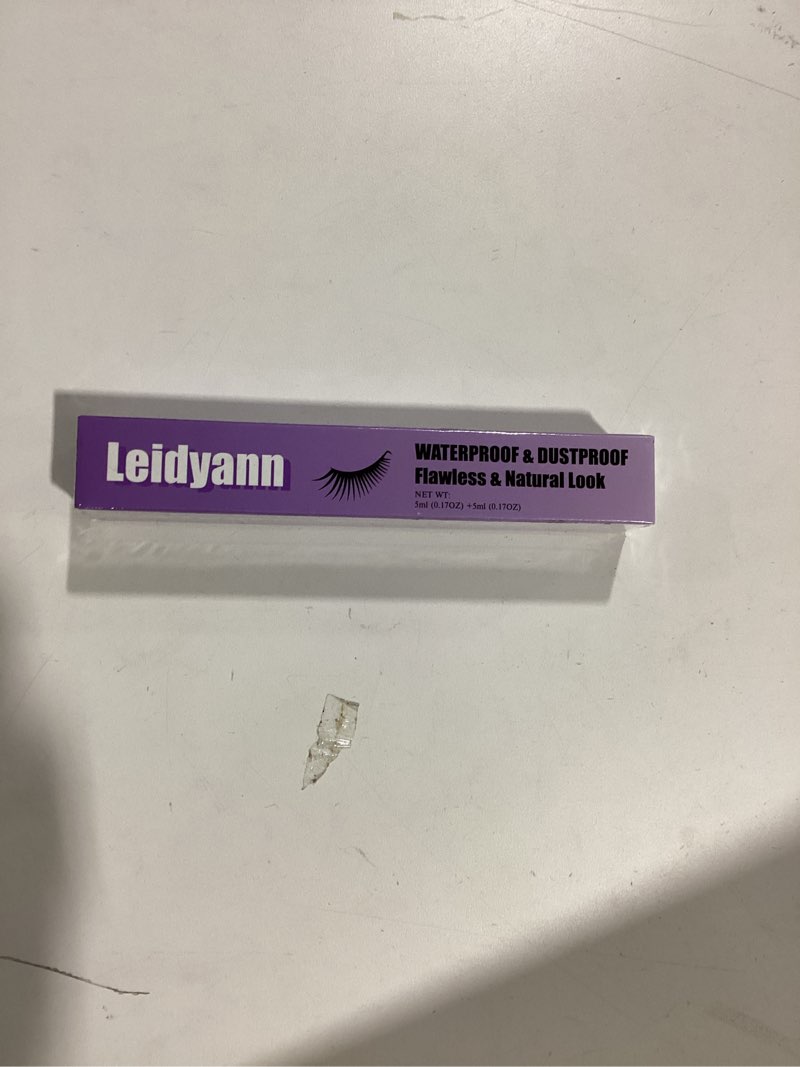 Leidyann
WATERPROOF & DUSTPROOF
Flawless & Natural Look
NET WT:
5ml (0.17OZ) +5ml (0.17OZ)